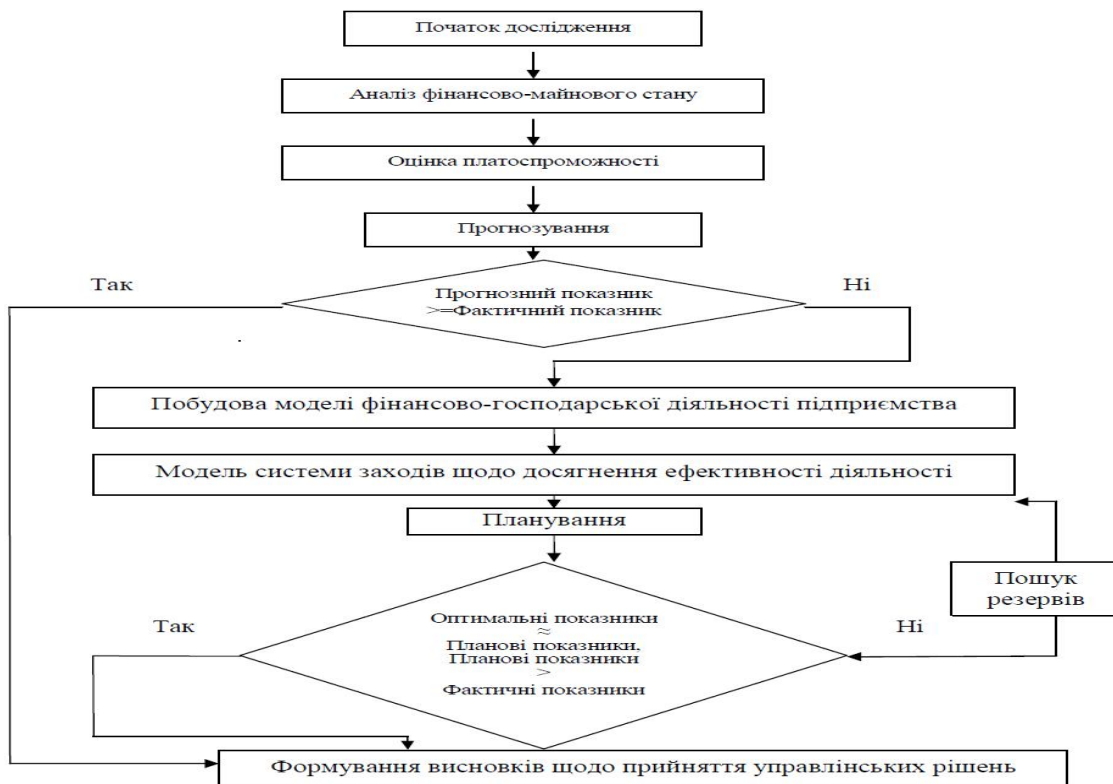 Початок дослідження
Аналіз фінансово-майнового стану
Оцінка платоспроможності
Прогнозування
Так
Ні
Прогнозний показник
>=Фактичний показник
Побудова моделі фінансово-господарської діяльності підприємства
Модель системи заходів щодо досягнення ефективності діяльності
Планування
Пошук
резервів
Так
Ні
Оптимальні показники
≈
Планові показники,
Планові показники
>
Фактичні показники
Формування висновків щодо прийняття управлінських рішень